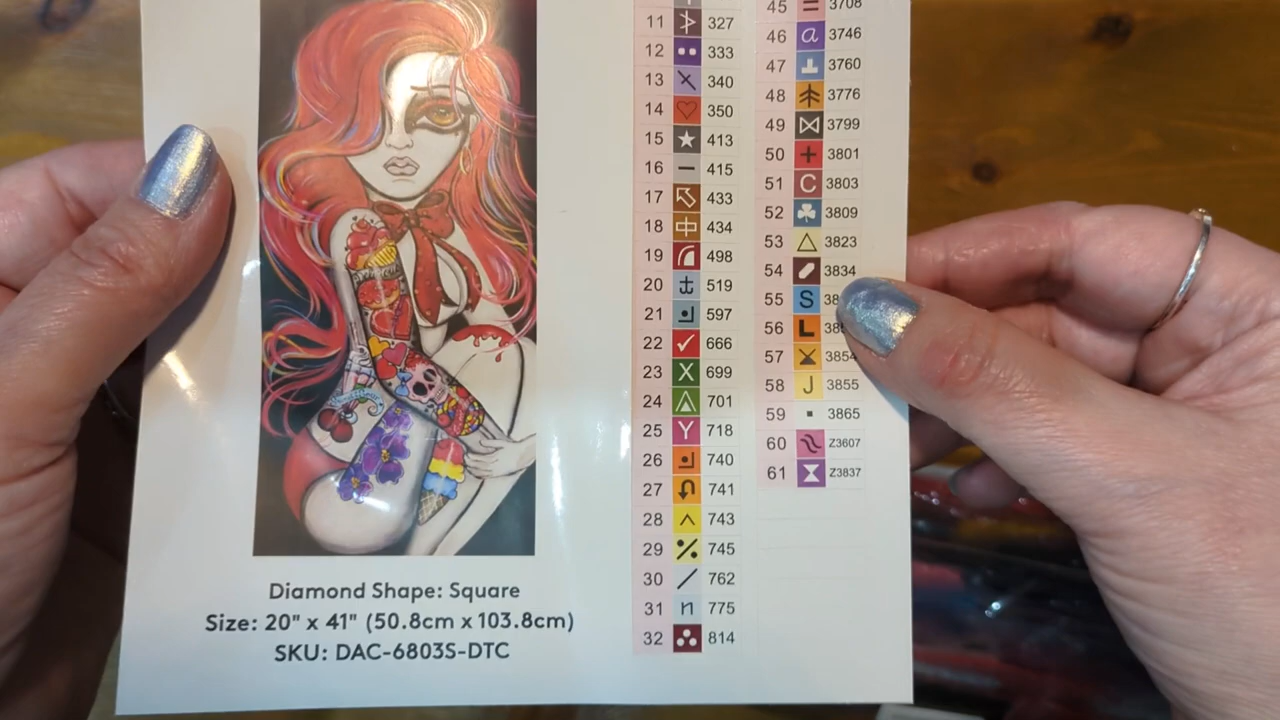 11 327
12 333
13 340
14 350
15 413
16 415
17 433
18 434
19 498
20 519
21 597
22 666
23 X 699
24 701
25 Y 718
26 740
27 741
28 743
29 745
30 762
31 n 775
32 814
45 3708
46 a 3746
47 3760
48 3776
49 3799
50 3801
51 C 3803
52 3809
53 3823
54 3834
55 S
56 L
57 3854
58 J 3855
59 3865
60 Z3607
61 Z3837
Diamond Shape: Square
Size: 20" x 41" (50.8cm x 103.8cm)
SKU: DAC-6803S-DTC